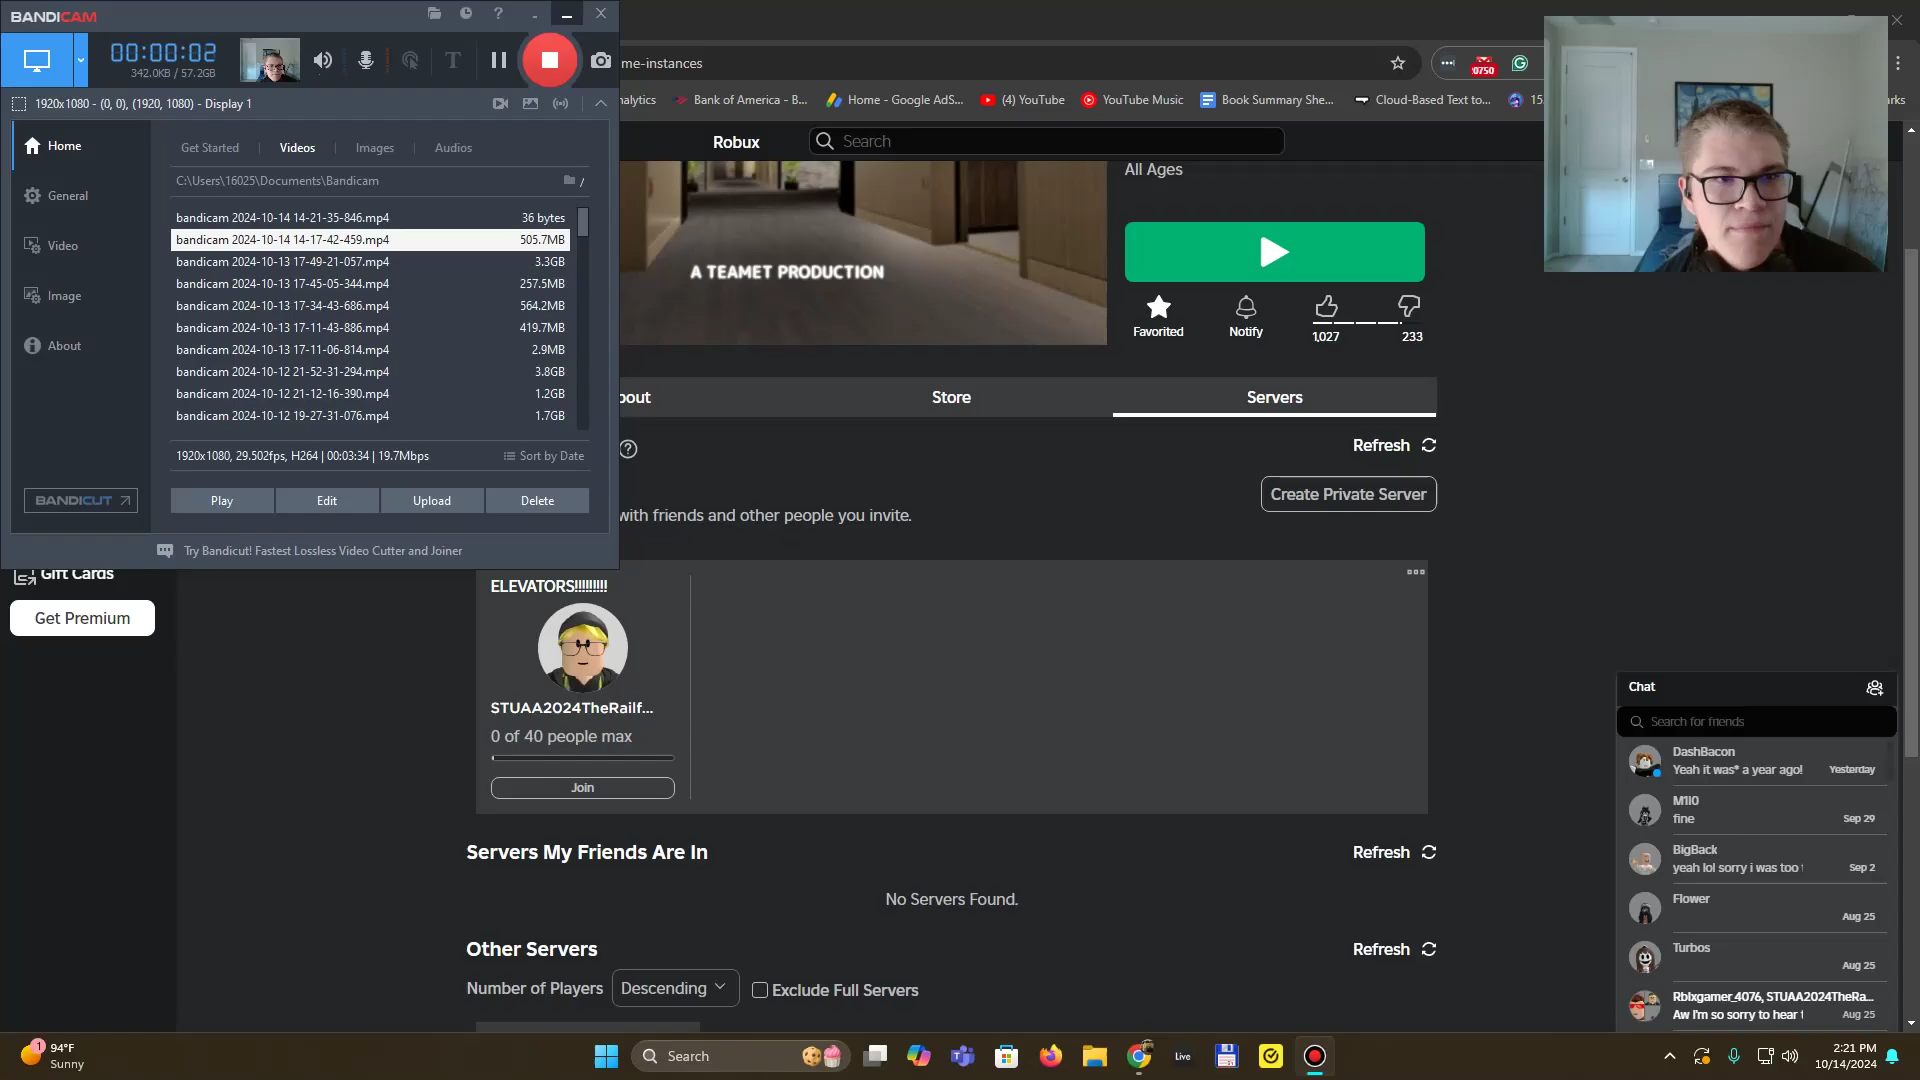 BANDICAM
00:00:02
342.0KB / 57.2GB
1920x1080 - (0, 0), (1920, 1080) - Display 1
Home
General
Video
Image
About
BANDICUT
Get Started
Videos
Images
Audios
C:\Users\16025\Documents\Bandicam
/
bandicam 2024-10-14 14-21-35-846.mp4 36 bytes
bandicam 2024-10-14 14-17-42-459.mp4 505.7MB
bandicam 2024-10-13 17-49-21-057.mp4 3.3GB
bandicam 2024-10-13 17-45-05-344.mp4 257.5MB
bandicam 2024-10-13 17-34-43-686.mp4 564.2MB
bandicam 2024-10-13 17-11-43-886.mp4 419.7MB
bandicam 2024-10-13 17-11-06-814.mp4 2.9MB
bandicam 2024-10-12 21-52-31-294.mp4 3.8GB
bandicam 2024-10-12 21-12-16-390.mp4 1.2GB
bandicam 2024-10-12 19-27-31-076.mp4 1.7GB
1920x1080, 29.502fps, H264 | 00:03:34 | 19.7Mbps
Sort by Date
Play
Edit
Upload
Delete
Try Bandicut! Fastest Lossless Video Cutter and Joiner
me-instances
0750
nalytics
Bank of America - B...
Home - Google AdS...
(4) YouTube
YouTube Music
Book Summary She...
Cloud-Based Text to...
15
rks
Robux
Search
A TEAMET PRODUCTION
All Ages
Favorited
Notify
1,027
233
bout
Store
Servers
Refresh
Create Private Server
with friends and other people you invite.
Gift Cards
Get Premium
ELEVATORS!!!!!!!!!
STUAA2024TheRailf...
0 of 40 people max
Join
Servers My Friends Are In
Refresh
No Servers Found.
Other Servers
Refresh
Number of Players
Descending
Exclude Full Servers
Chat
Search for friends
DashBacon
Yeah it was* a year ago!
Yesterday
M1l0
fine
Sep 29
BigBack
yeah lol sorry i was too
Sep 2
Flower
Aug 25
Turbos
Aug 25
Rblxgamer_4076, STUAA2024TheRa...
Aw I'm so sorry to hear t
Aug 25
1
94°F
Sunny
Search
Live
2:21 PM
10/14/2024